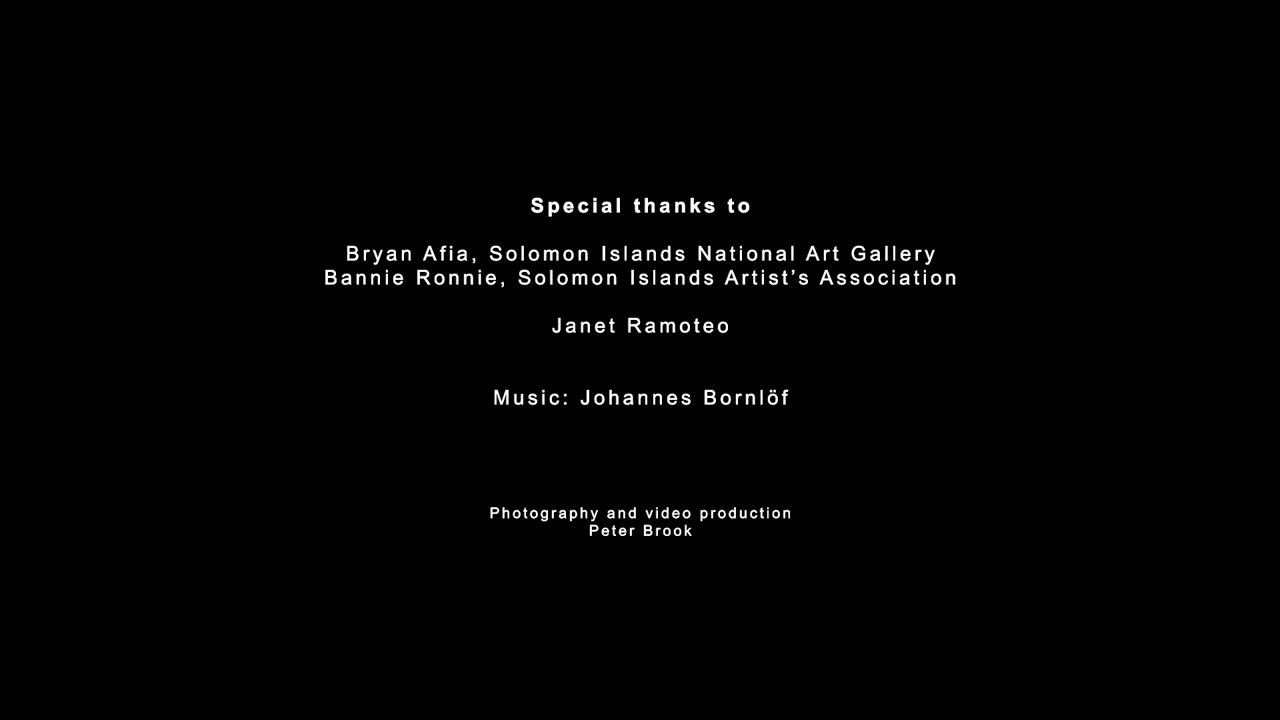 Special thanks to
Bryan Afia, Solomon Islands National Art Gallery
Bannie Ronnie, Solomon Islands Artist’s Association
Janet Ramoteo
Music: Johannes Bornlöf
Photography and video production
Peter Brook